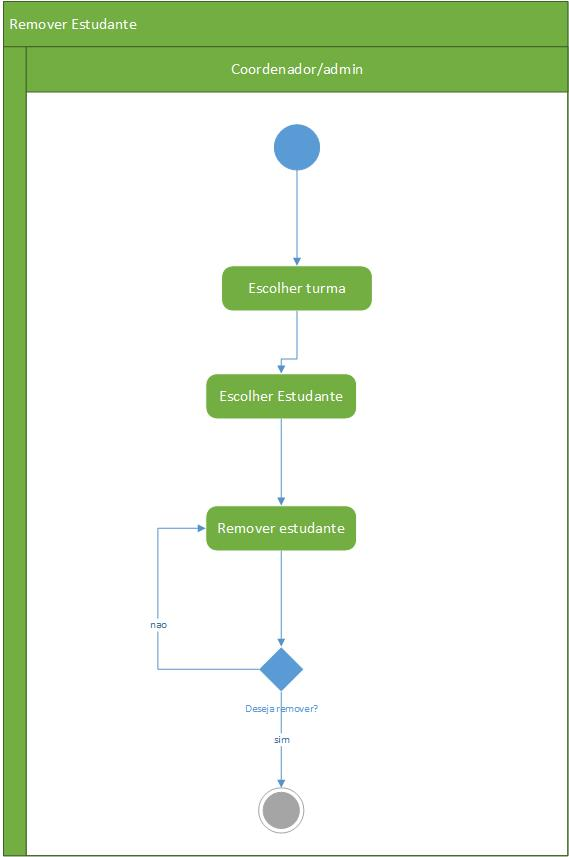 Remover Estudante
Coordenador/admin
Escolher turma
Escolher Estudante
Remover estudante
nao
Deseja remover?
sim